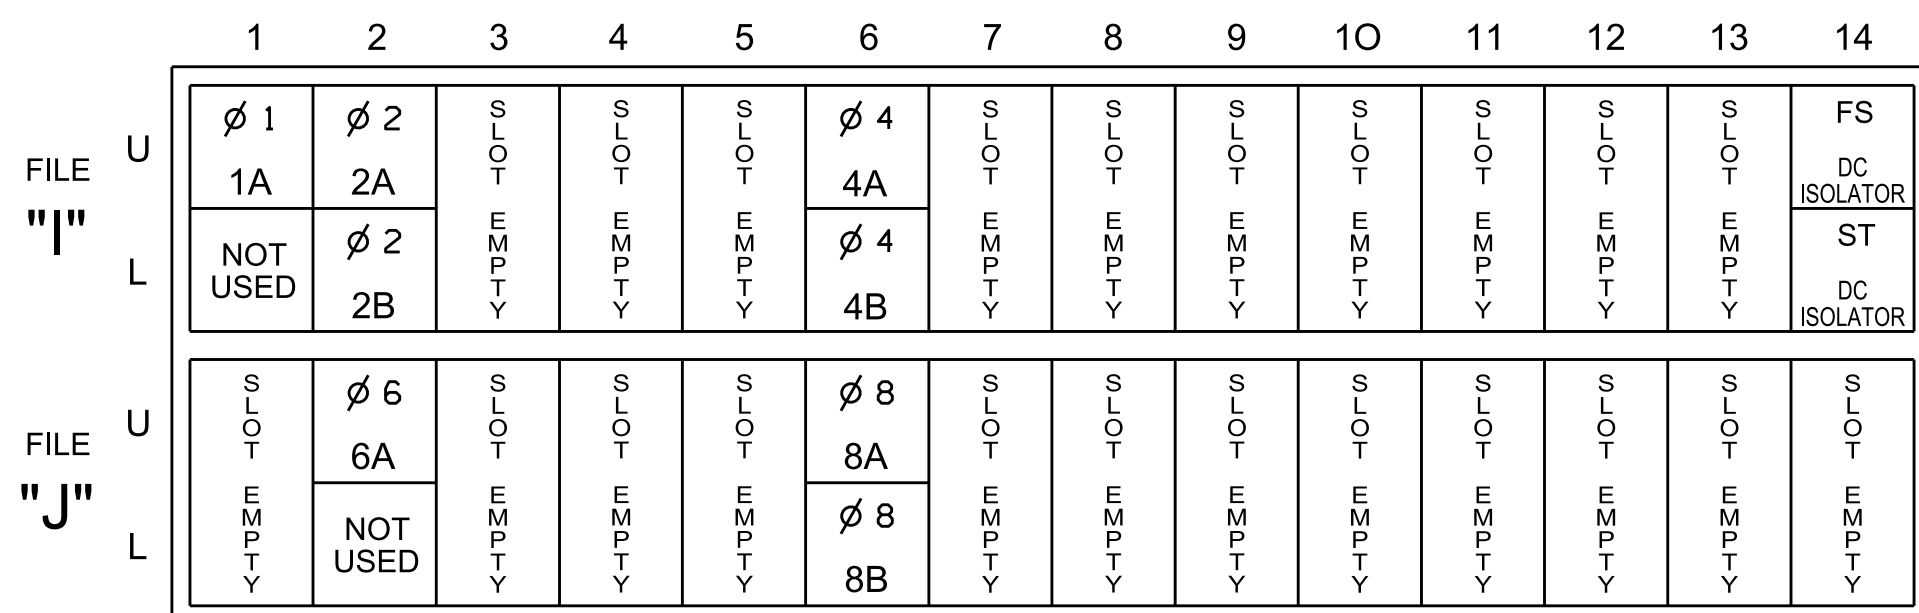 1 2 3 4 5 6 7 8 9 10 11 12 13 14
FILE
"I"
U
L
Ø 1
1A
NOT
USED
Ø 2
2A
Ø 2
2B
SLOT EMPTY
SLOT EMPTY
SLOT EMPTY
Ø 4
4A
Ø 4
4B
SLOT EMPTY
SLOT EMPTY
SLOT EMPTY
SLOT EMPTY
SLOT EMPTY
SLOT EMPTY
SLOT EMPTY
FS
DC
ISOLATOR
ST
DC
ISOLATOR
FILE
"J"
U
L
SLOT EMPTY
Ø 6
6A
NOT
USED
SLOT EMPTY
SLOT EMPTY
SLOT EMPTY
Ø 8
8A
Ø 8
8B
SLOT EMPTY
SLOT EMPTY
SLOT EMPTY
SLOT EMPTY
SLOT EMPTY
SLOT EMPTY
SLOT EMPTY
SLOT EMPTY